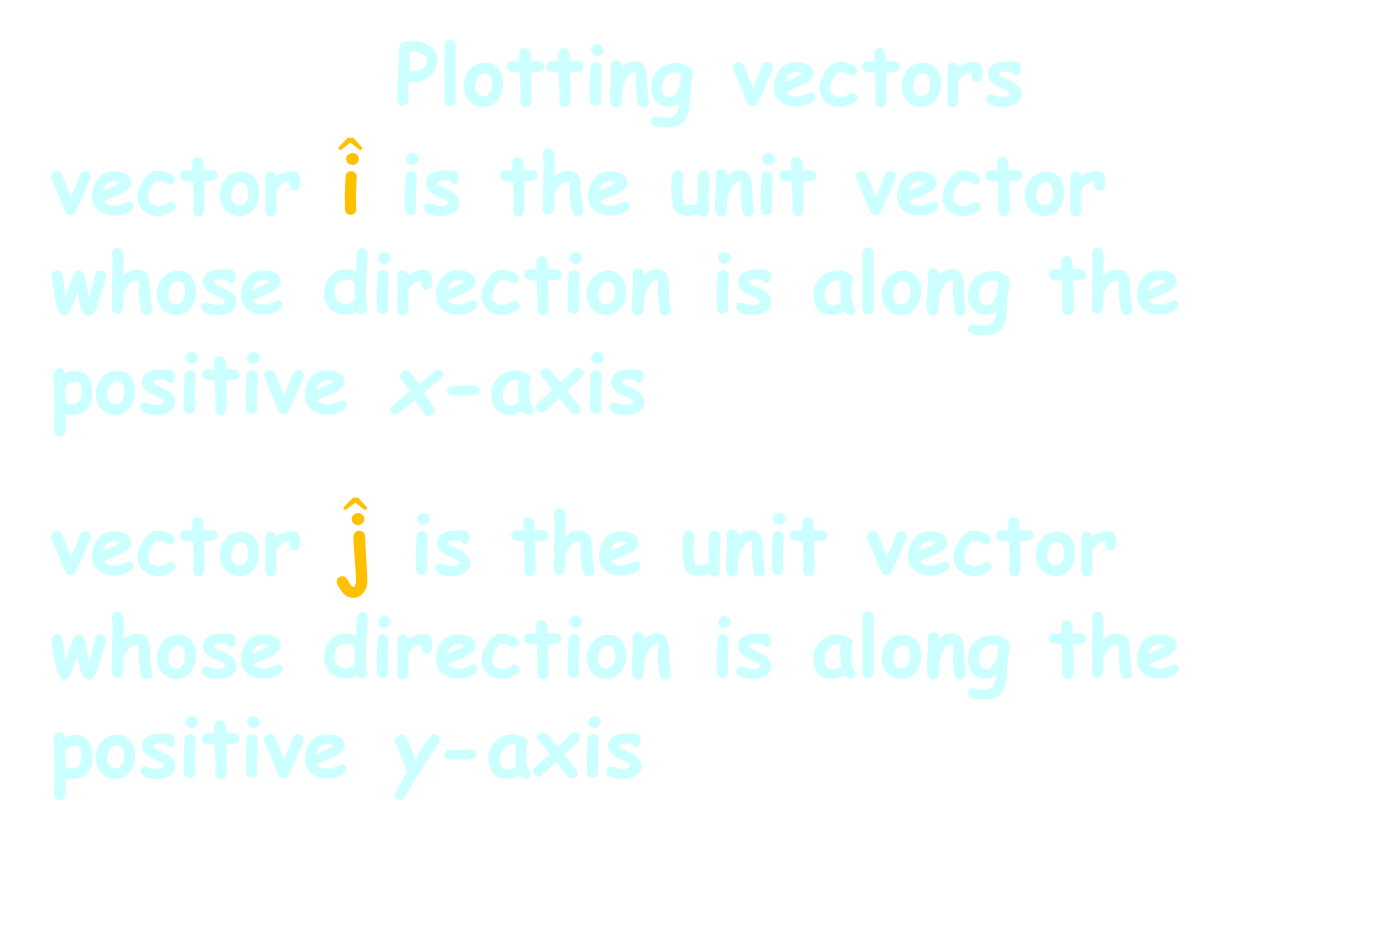 Plotting vectors
vector î is the unit vector
whose direction is along the
positive x-axis
vector ĵ is the unit vector
whose direction is along the
positive y-axis